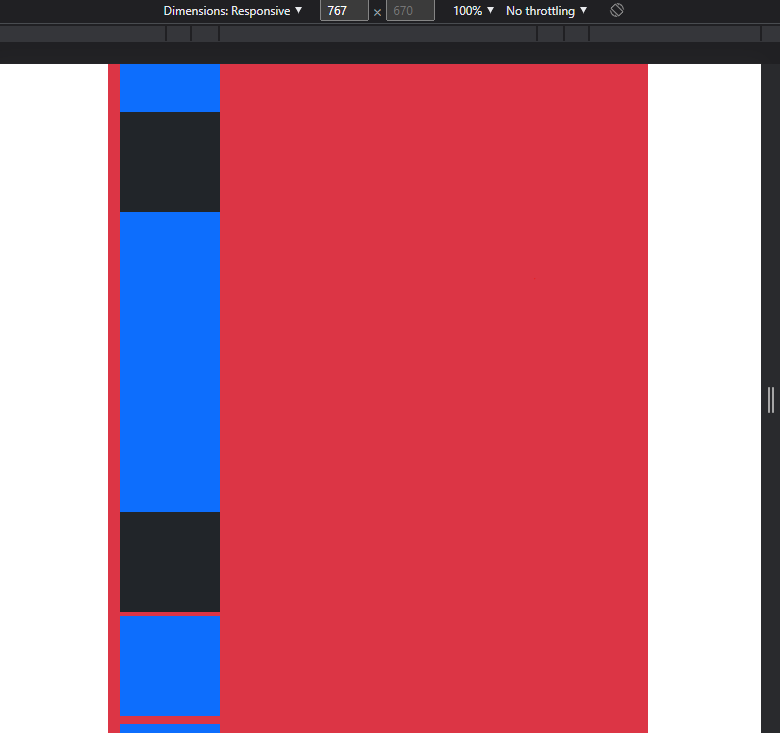 Dimensions: Responsive ▼ 767 × 670 100% ▼ No throttling ▼